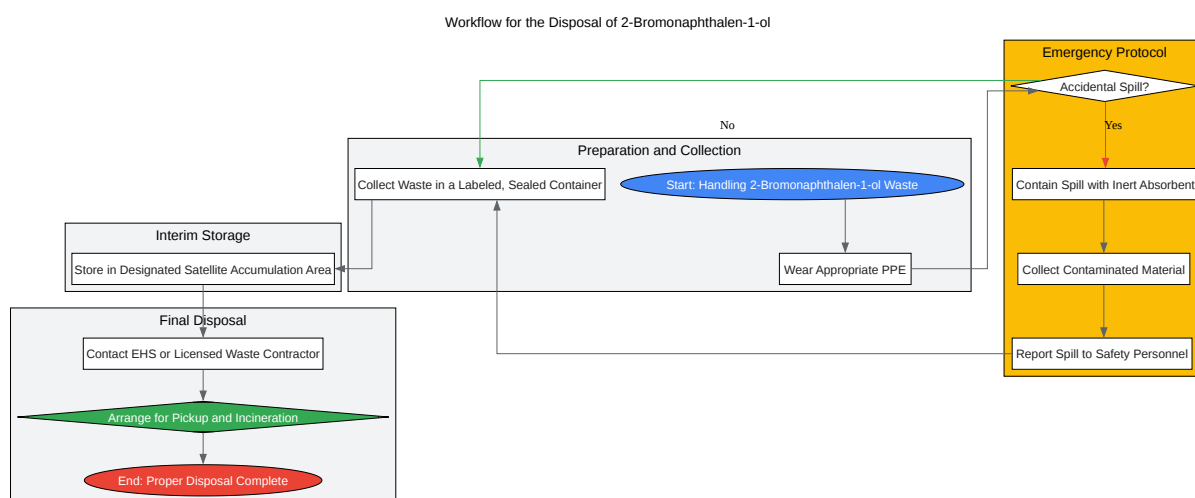 Workflow for the Disposal of 2-Bromonaphthalen-1-ol
Emergency Protocol
Accidental Spill?
No
Yes
Preparation and Collection
Collect Waste in a Labeled, Sealed Container
Start: Handling 2-Bromonaphthalen-1-ol Waste
Contain Spill with Inert Absorbent
Interim Storage
Store in Designated Satellite Accumulation Area
Wear Appropriate PPE
Collect Contaminated Material
Final Disposal
Contact EHS or Licensed Waste Contractor
Report Spill to Safety Personnel
Arrange for Pickup and Incineration
End: Proper Disposal Complete